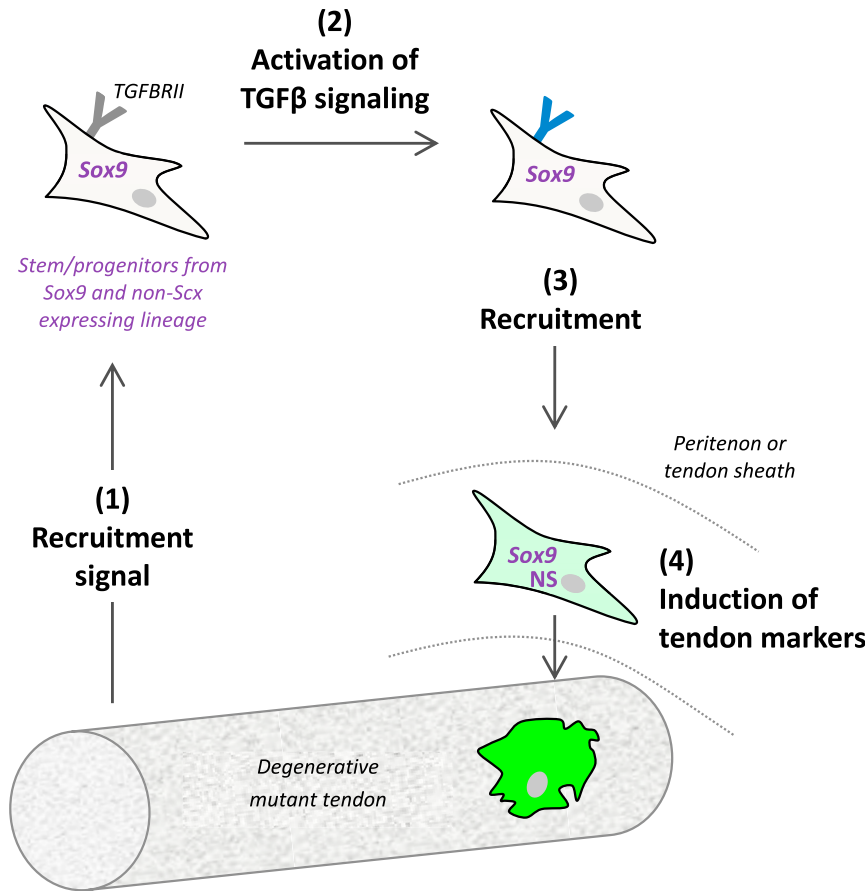 (2)
Activation of
TGFβ signaling
TGFBRII
Sox9
Sox9
Stem/progenitors from
Sox9 and non-Scx
expressing lineage
(3)
Recruitment
Peritenon or
tendon sheath
(1)
Recruitment
signal
Sox9
NS
(4)
Induction of
tendon markers
Degenerative
mutant tendon